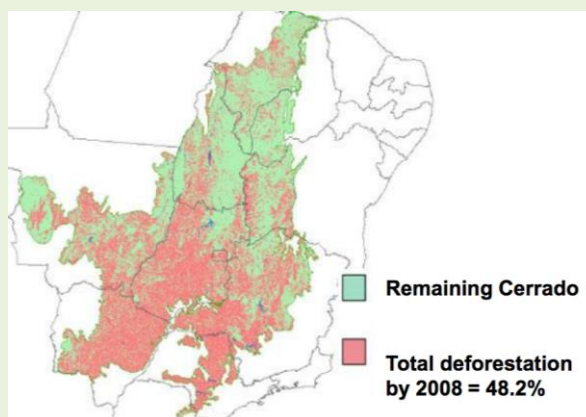 Remaining Cerrado
Total deforestation
by 2008 = 48.2%